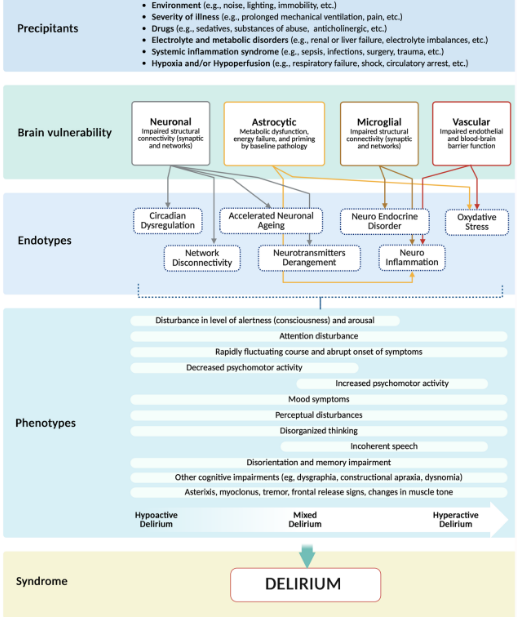 Precipitants
• Environment (e.g., noise, lighting, immobility, etc.)
• Severity of illness (e.g., prolonged mechanical ventilation, pain, etc.)
• Drugs (e.g., sedatives, substances of abuse, anticholinergic, etc.)
• Electrolyte and metabolic disorders (e.g., renal or liver failure, electrolyte imbalances, etc.)
• Systemic inflammation syndrome (e.g., sepsis, infections, surgery, trauma, etc.)
• Hypoxia and/or Hypoperfusion (e.g., respiratory failure, shock, circulatory arrest, etc.)
Brain vulnerability
Neuronal
Impaired structural
connectivity (synaptic
and networks)
Astrocytic
Metabolic dysfunction,
energy failure, and priming
by baseline pathology
Microglial
Impaired structural
connectivity (synaptic
and networks)
Vascular
Impaired endothelial
and blood-brain
barrier function
Endotypes
Circadian
Dysregulation
Accelerated Neuronal
Ageing
Neuro Endocrine
Disorder
Oxydative
Stress
Network
Disconnectivity
Neurotransmitters
Derangement
Neuro
Inflammation
Phenotypes
Disturbance in level of alertness (consciousness) and arousal
Attention disturbance
Rapidly fluctuating course and abrupt onset of symptoms
Decreased psychomotor activity
Increased psychomotor activity
Mood symptoms
Perceptual disturbances
Disorganized thinking
Incoherent speech
Disorientation and memory impairment
Other cognitive impairments (eg, dysgraphia, constructional apraxia, dysnomia)
Asterixis, myoclonus, tremor, frontal release signs, changes in muscle tone
Hypoactive
Delirium
Mixed
Delirium
Hyperactive
Delirium
Syndrome
DELIRIUM